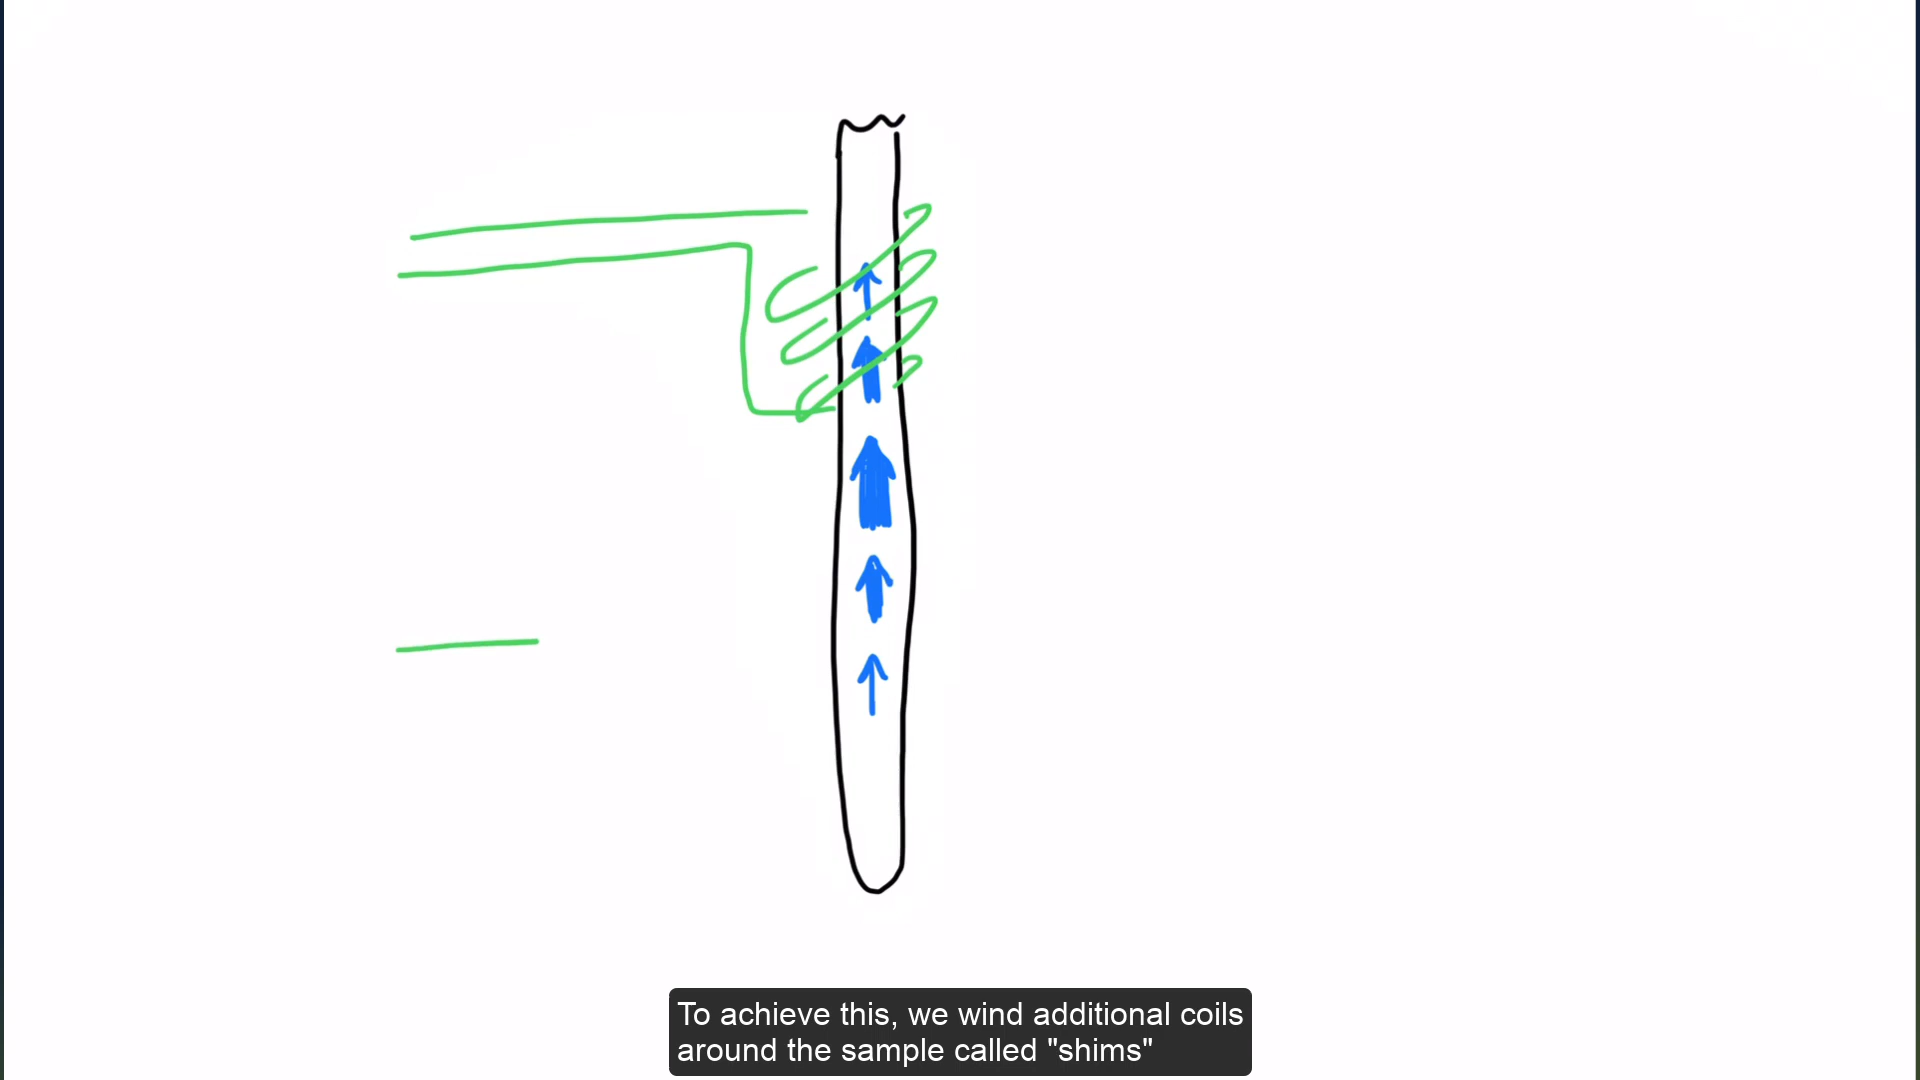 To achieve this, we wind additional coils
around the sample called "shims"